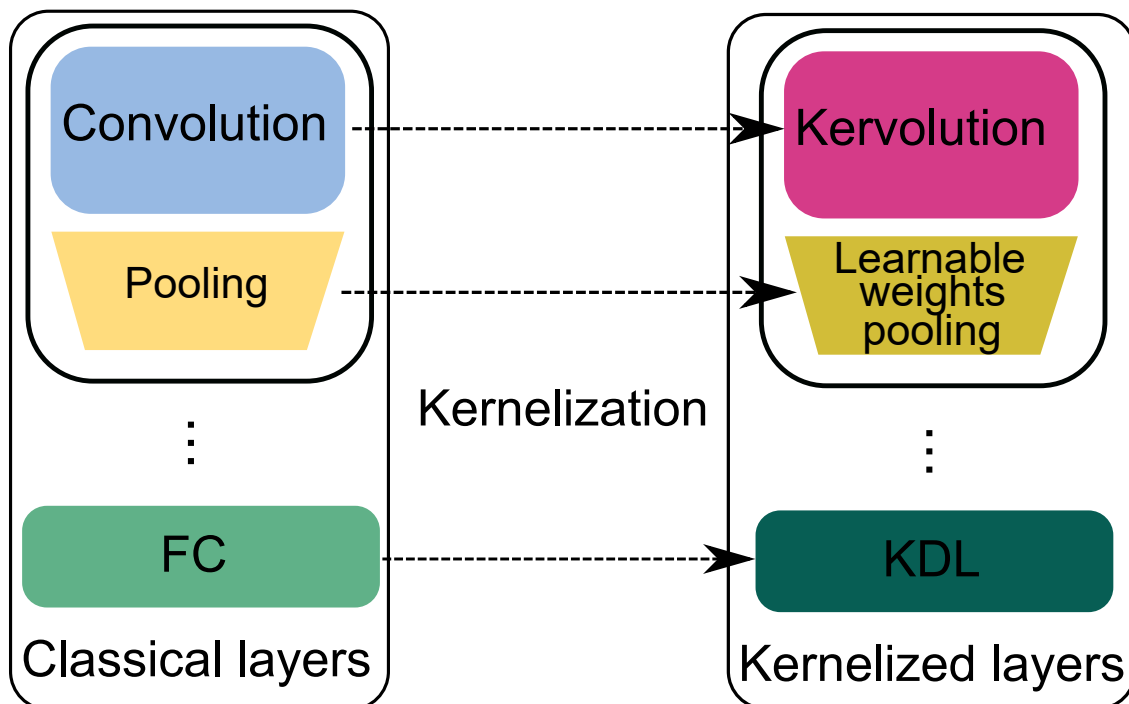 Convolution
Pooling
⋮
FC
Classical layers
Kernelization
Kervolution
Learnable
weights
pooling
⋮
KDL
Kernelized layers